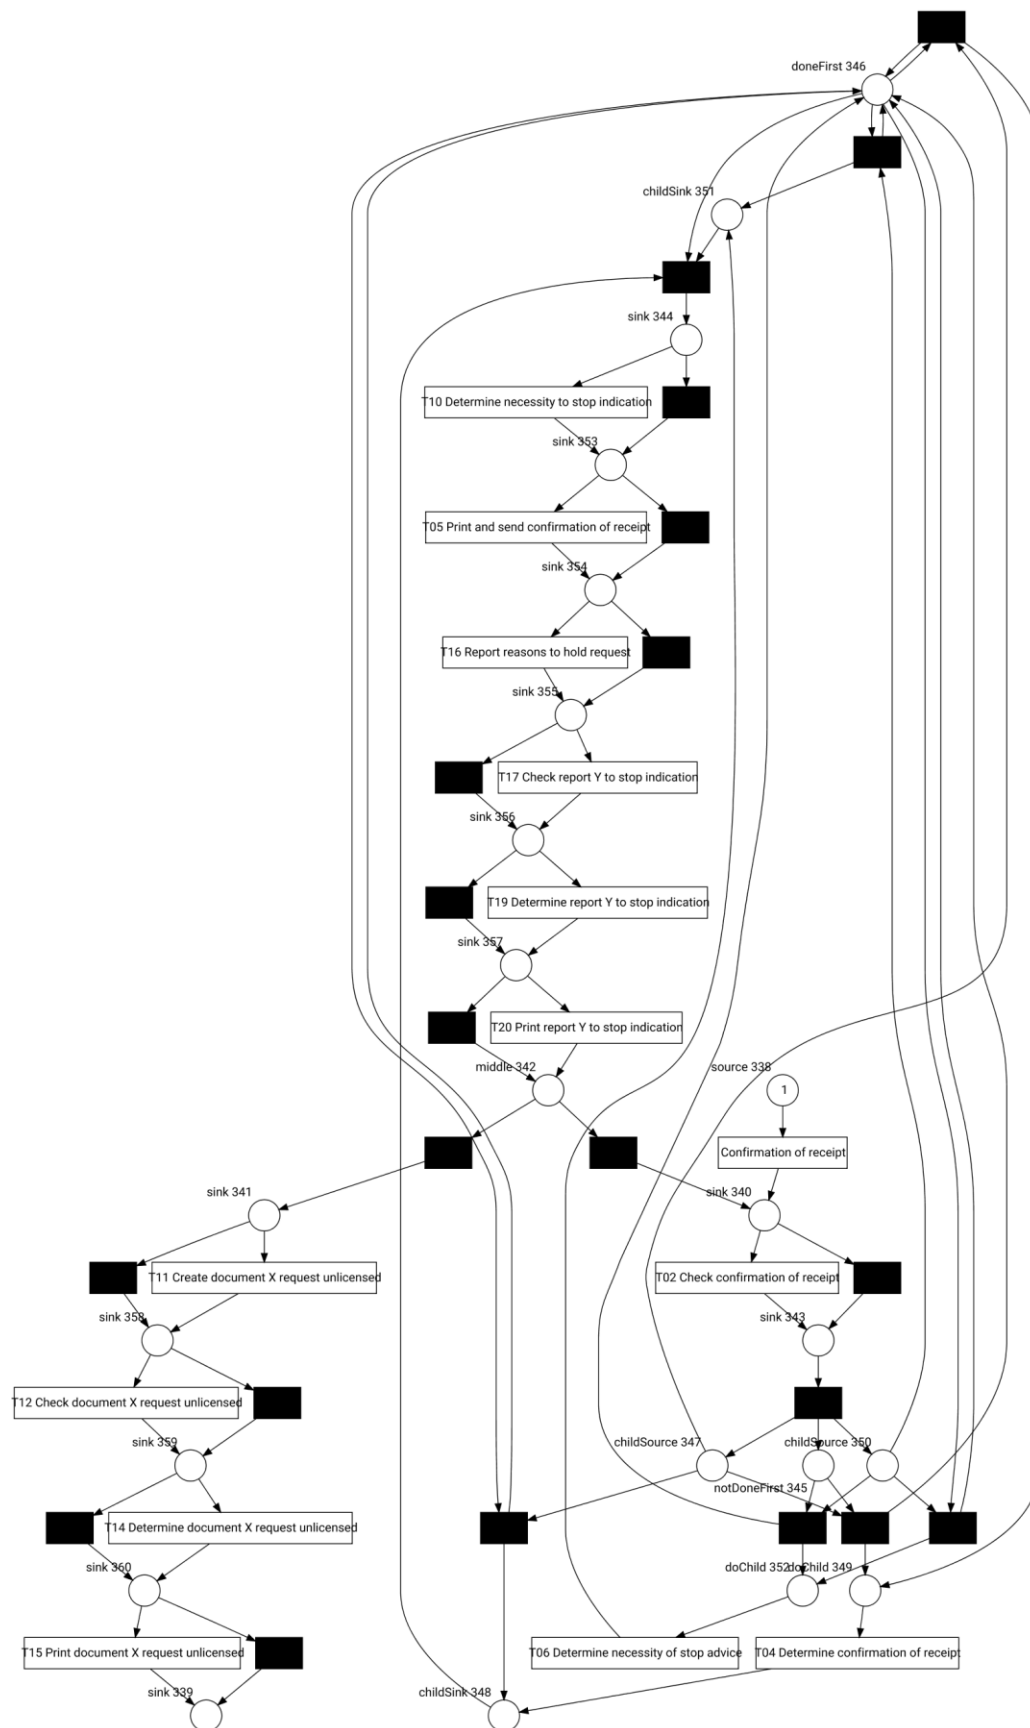 doneFirst 346
childSink 351
sink 344
T10 Determine necessity to stop indication
sink 353
T05 Print and send confirmation of receipt
sink 354
T16 Report reasons to hold request
sink 355
T17 Check report Y to stop indication
sink 356
T19 Determine report Y to stop indication
sink 357
T20 Print report Y to stop indication
middle 342
source 338
1
Confirmation of receipt
sink 341
sink 340
T11 Create document X request unlicensed
T02 Check confirmation of receipt
sink 358
sink 343
T12 Check document X request unlicensed
sink 359
childSource 347
childSource 350
notDoneFirst 345
T14 Determine document X request unlicensed
sink 360
doChild 352
doChild 349
T15 Print document X request unlicensed
T06 Determine necessity of stop advice
T04 Determine confirmation of receipt
sink 339
childSink 348